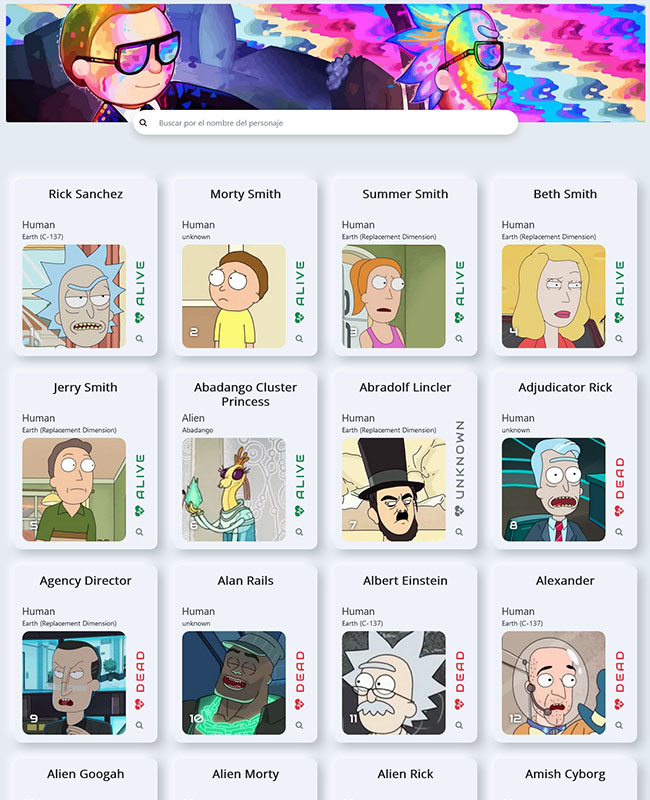 Buscar por el nombre del personaje
Rick Sanchez
Human
Earth (C-137)
ALIVE
Morty Smith
Human
unknown
2
ALIVE
Summer Smith
Human
Earth (Replacement Dimension)
3
ALIVE
Beth Smith
Human
Earth (Replacement Dimension)
4
ALIVE
Jerry Smith
Human
Earth (Replacement Dimension)
5
ALIVE
Abadango Cluster
Princess
Alien
Abadango
6
ALIVE
Abradolf Lincler
Human
Earth (Replacement Dimension)
7
UNKNOWN
Adjudicator Rick
Human
unknown
8
DEAD
Agency Director
Human
Earth (Replacement Dimension)
9
DEAD
Alan Rails
Human
unknown
10
DEAD
Albert Einstein
Human
Earth (C-137)
11
DEAD
Alexander
Human
Earth (C-137)
12
DEAD
Alien Googah
Alien Morty
Alien Rick
Amish Cyborg